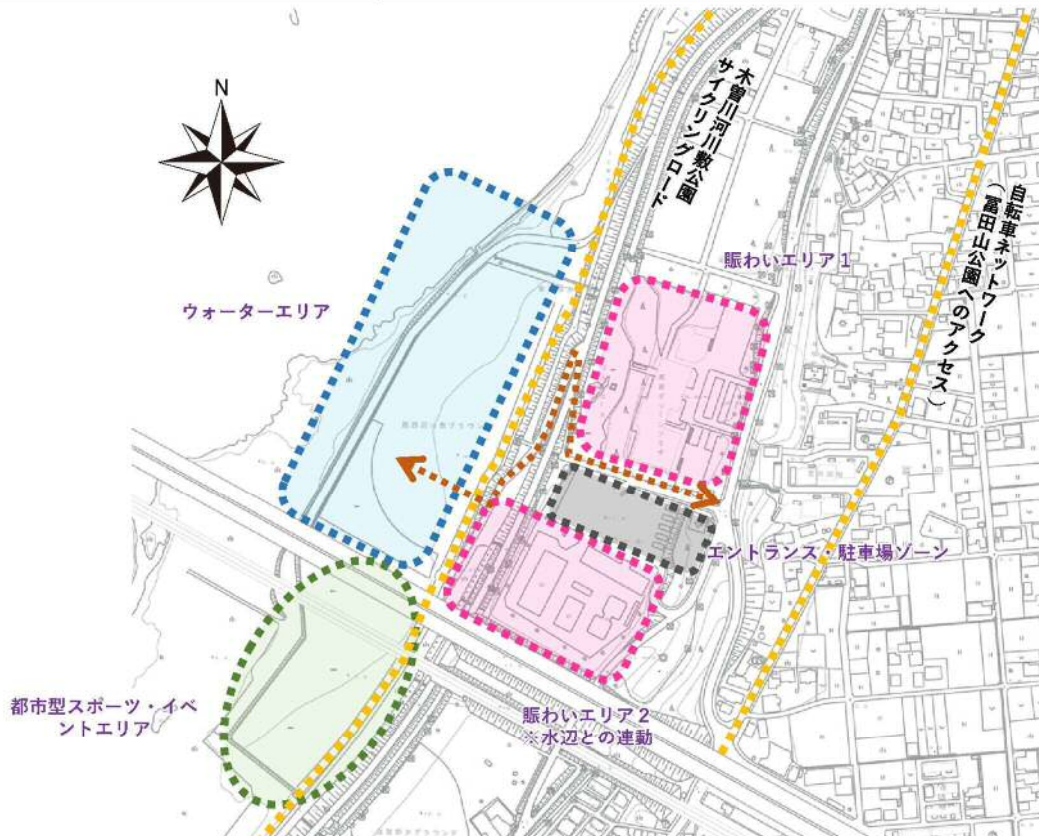 N
木曽川河川敷公園
サイクリングロード
自転車ネットワーク
（冨田山公園へのアクセス）
賑わいエリア１
ウォーターエリア
エントランス・駐車場ゾーン
都市型スポーツ・イベ
ントエリア
賑わいエリア２
※水辺との連動